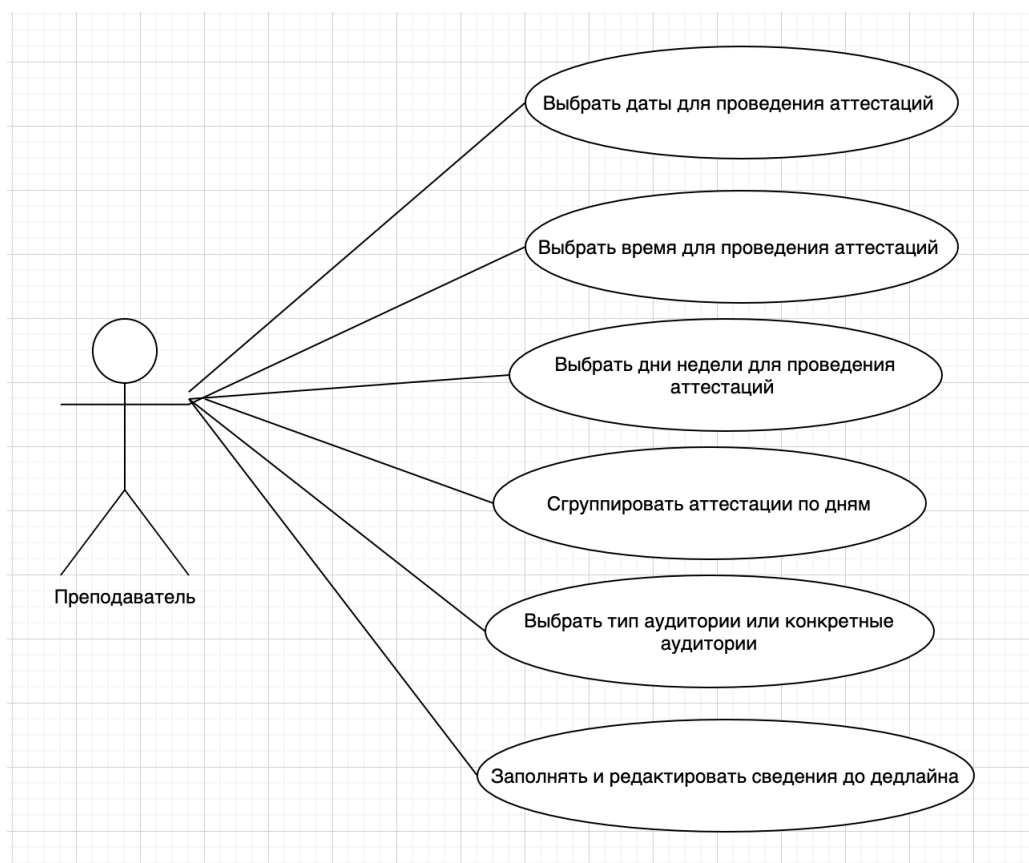 Выбрать даты для проведения аттестаций
Выбрать время для проведения аттестаций
Выбрать дни недели для проведения
аттестаций
Сгруппировать аттестации по дням
Преподаватель
Выбрать тип аудитории или конкретные
аудитории
Заполнять и редактировать сведения до дедлайна